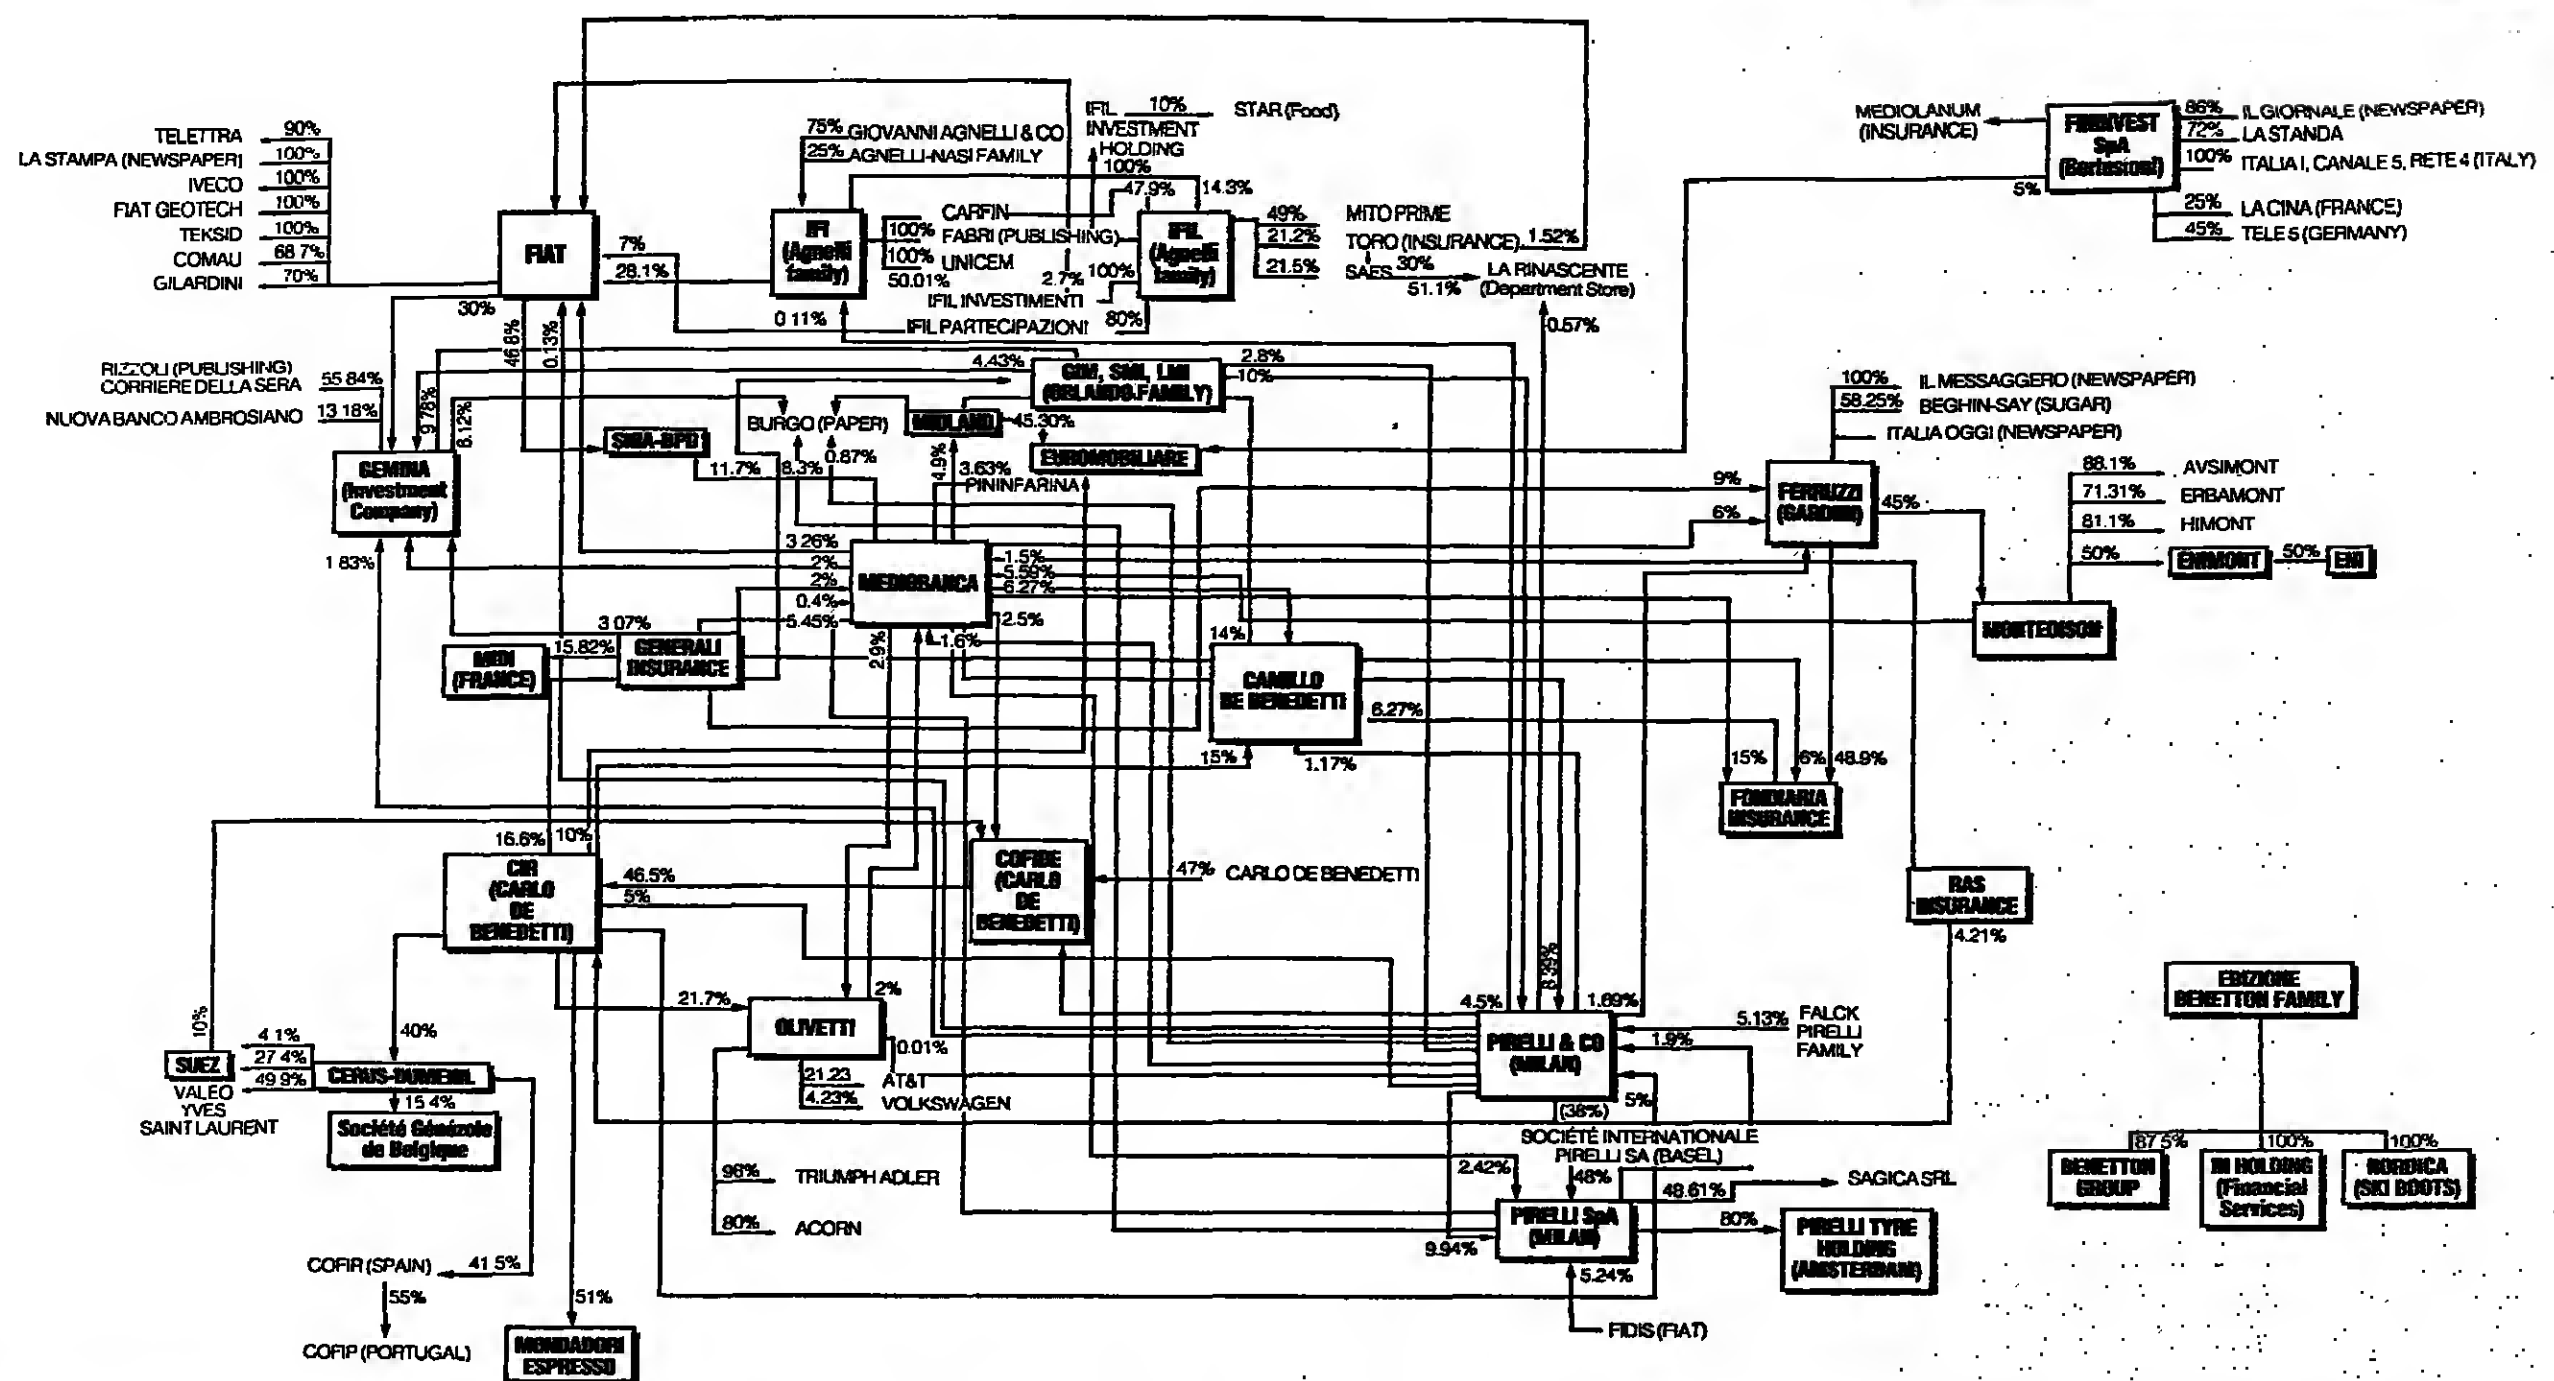 TELETTRA 90%
LA STAMPA (NEWSPAPER) 100%
IVECO 100%
FIAT GEOTECH 100%
TEKSID 100%
COMAU 68 7%
GILARDINI 70%
FIAT
7%
28.1%
30%
46 8%
0.13%
75% GIOVANNI AGNELLI & CO
25% AGNELLI-NASI FAMILY
IFI
(Agnelli
family)
0 11%
CARFIN
100% FABRI (PUBLISHING)
100% UNICEM
50.01%
IFIL INVESTIMENTI
IFIL PARTECIPAZIONI
80%
2.7%
100%
IFIL 10% STAR (Food)
INVESTMENT
HOLDING
100%
47.9%
14.3%
IFIL
(Agnelli
family)
49% MITO PRIME
21.2% TORO (INSURANCE) 1.52%
21.5% SAES 30%
51.1%
LA RINASCENTE
(Department Store)
0.57%
MEDIOLANUM
(INSURANCE)
FININVEST
SpA
(Berlusioni)
5%
86% IL GIORNALE (NEWSPAPER)
72% LA STANDA
100% ITALIA I, CANALE 5, RETE 4 (ITALY)
25% LA CINA (FRANCE)
45% TELE 5 (GERMANY)
RIZZOLI (PUBLISHING)
CORRIERE DELLA SERA 55 84%
NUOVA BANCO AMBROSIANO 13 18%
9 78%
6.12%
GEMINA
(Investment
Company)
1 83%
4.43%
GIM, SMI, LMI
(ORLANDO FAMILY)
2.8%
10%
BURGO (PAPER)
MIDLAND
45.30%
EUROMOBILIARE
SNIA-BPD
11.7%
8.3%
0.87%
4.9%
3.63%
PININFARINA
100% IL MESSAGGERO (NEWSPAPER)
58.25% BEGHIN-SAY (SUGAR)
ITALIA OGGI (NEWSPAPER)
9%
6%
FERRUZZI
(GARDINI)
45%
88.1% AVSIMONT
71.31% ERBAMONT
81.1% HIMONT
50% ENIMONT 50% ENI
MONTEDISON
3 26%
2%
2%
0.4%
5.45%
MEDIOBANCA
1.5%
5.59%
6.27%
2.5%
1.6%
2.9%
3 07%
15.82%
MIDI
(FRANCE)
GENERALI
INSURANCE
14%
CAMILLO
DE BENEDETTI
6.27%
15%
1.17%
15%
6%
48.9%
FONDIARIA
INSURANCE
16.6%
10%
CIR
(CARLO
DE
BENEDETTI)
46.5%
5%
COFIDE
(CARLO
DE
BENEDETTI)
47% CARLO DE BENEDETTI
RAS
INSURANCE
4.21%
10%
4 1%
27 4%
49 9%
SUEZ
VALEO
YVES
SAINT LAURENT
40%
CERUS-DUMENIL
15 4%
Société Génézole
de Belgique
21.7%
OLIVETTI
2%
0.01%
21.23 AT&T
4.23% VOLKSWAGEN
96% TRIUMPH ADLER
80% ACORN
4.5%
8.39%
1.69%
PIRELLI & CO
(MILAN)
5.13% FALCK
PIRELLI
FAMILY
1.9%
5%
(38%)
SOCIÉTÉ INTERNATIONALE
PIRELLI SA (BASEL)
2.42%
48%
48.61%
SAGICA SRL
PIRELLI SpA
(MILAN)
80%
PIRELLI TYRE
HOLDING
(AMSTERDAM)
9.94%
5.24%
FIDIS (FIAT)
COFIR (SPAIN) 41 5%
55%
COFIP (PORTUGAL)
51%
MONDADORI
ESPRESSO
EDIZIONE
BENETTON FAMILY
87 5%
100%
100%
BENETTON
GROUP
IN HOLDING
(Financial
Services)
NORDICA
(SKI BOOTS)